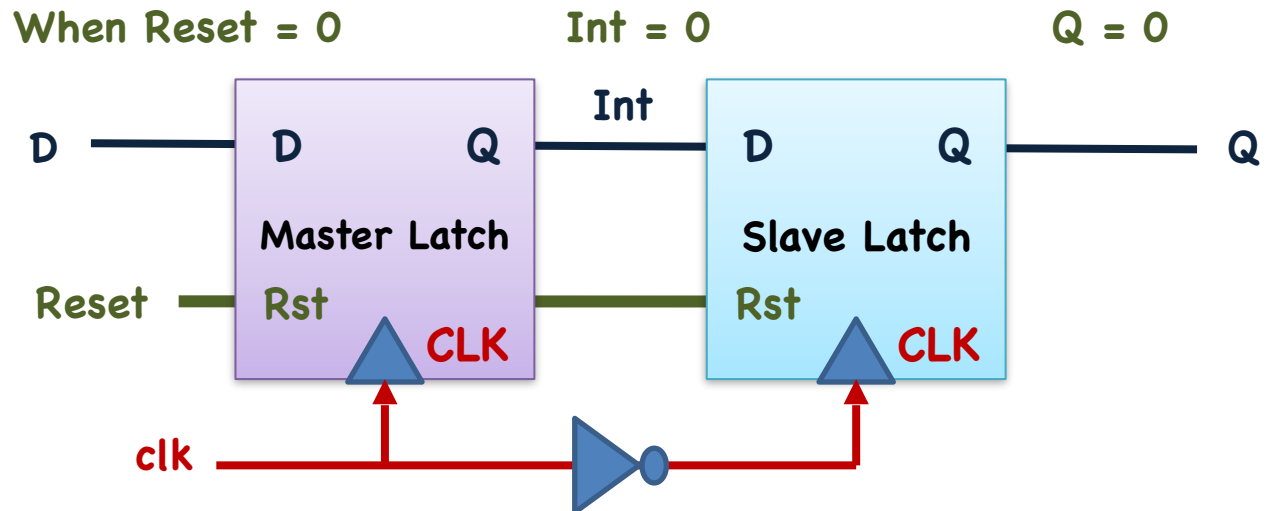 When Reset = 0
Int = 0
Q = 0
Int
D
D
Q
D
Q
Q
Master Latch
Slave Latch
Reset
Rst
Rst
CLK
CLK
clk